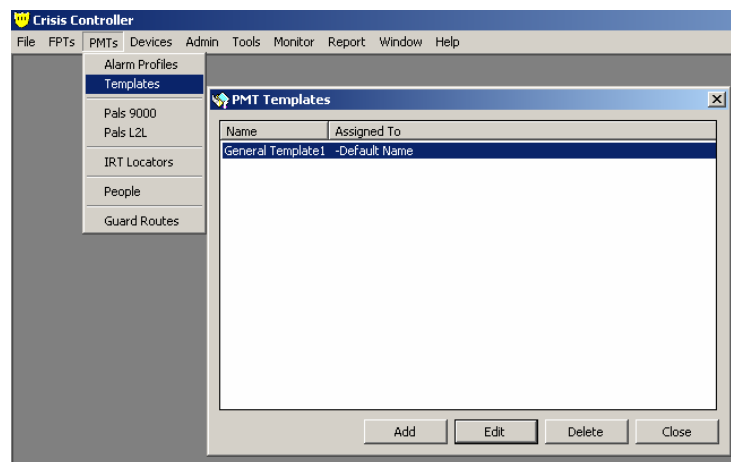 Crisis Controller
File FPTs PMTs Devices Admin Tools Monitor Report Window Help
Alarm Profiles
Templates
Pals 9000
Pals L2L
IRT Locators
People
Guard Routes
PMT Templates
Name Assigned To
General Template1 -Default Name
Add Edit Delete Close